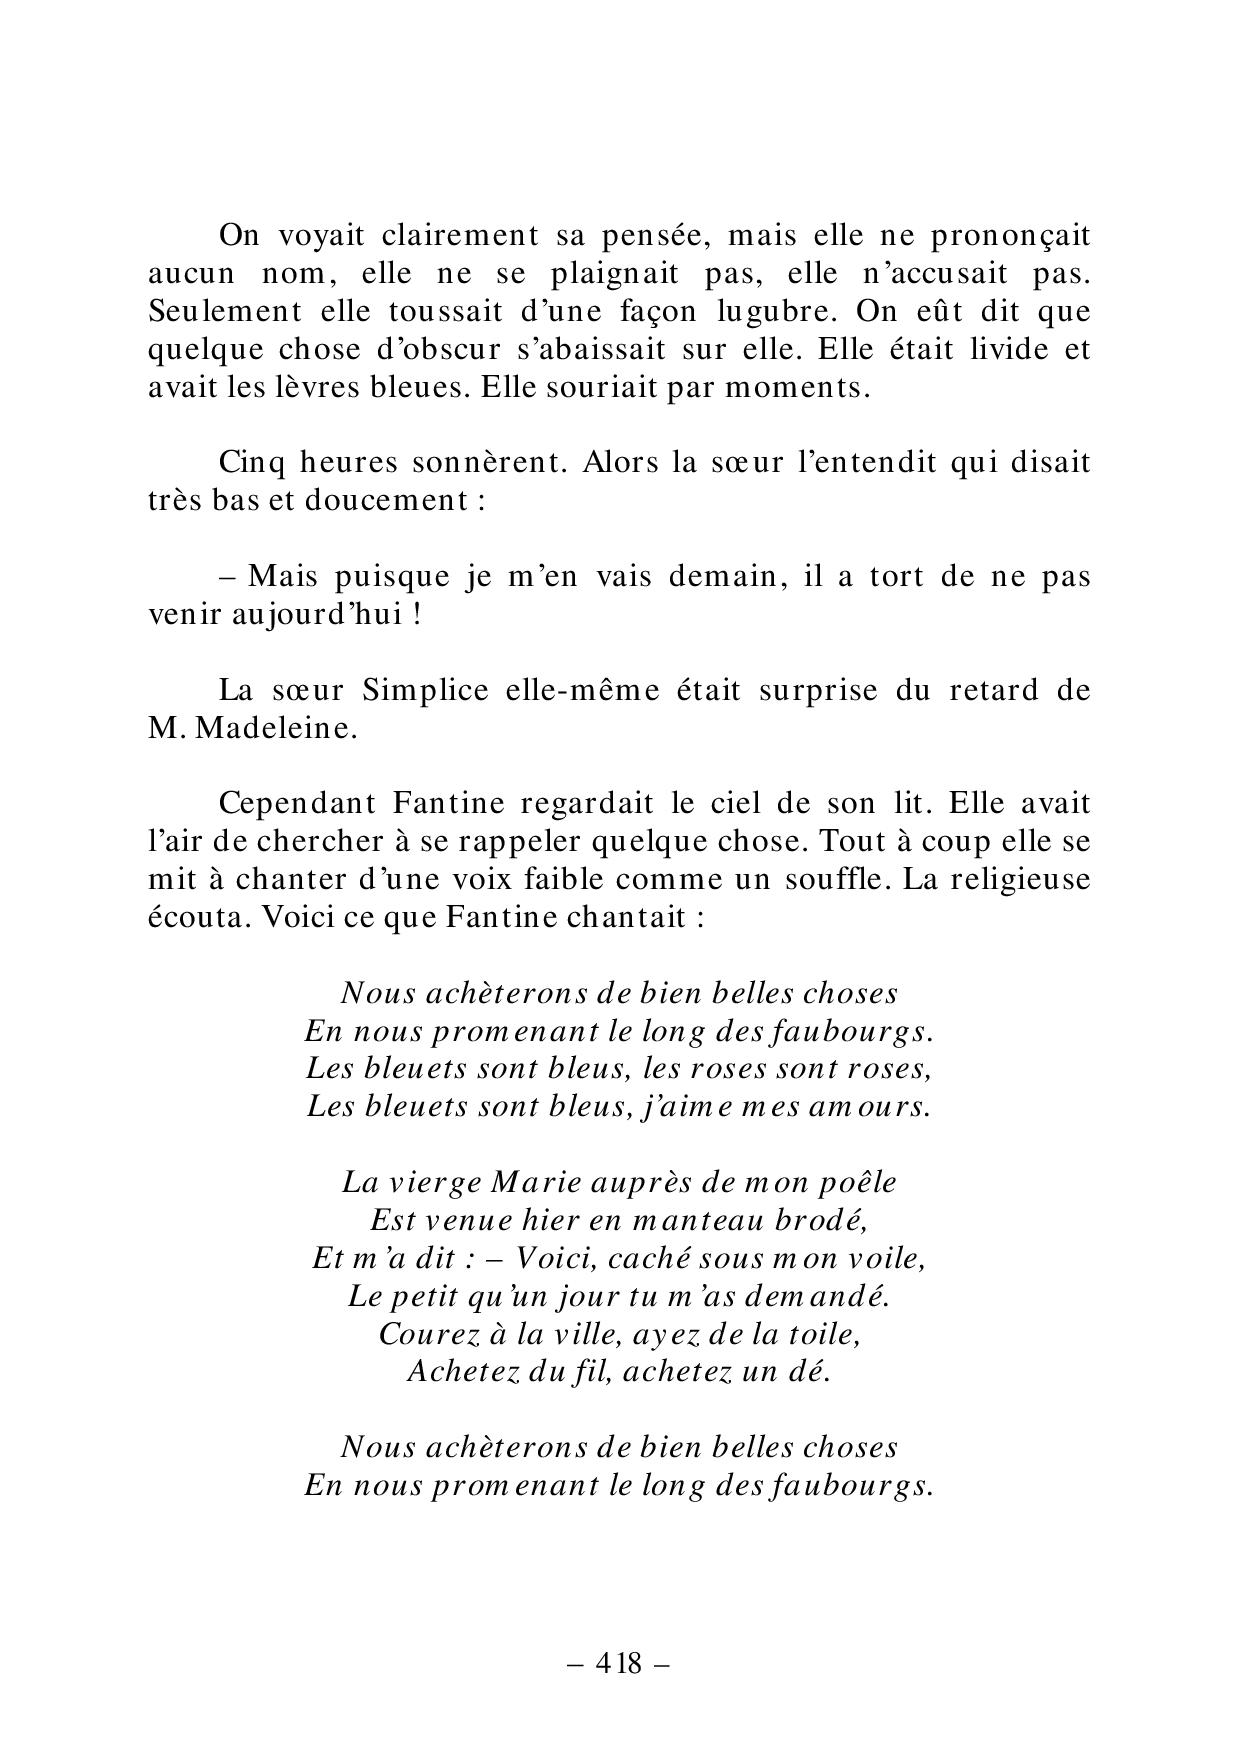 On voyait clairement sa pensée, mais elle ne prononçait
aucun nom, elle ne se plaignait pas, elle n’accusait pas.
Seulement elle toussait d’une façon lugubre. On eût dit que
quelque chose d’obscur s’abaissait sur elle. Elle était livide et
avait les lèvres bleues. Elle souriait par moments.
Cinq heures sonnèrent. Alors la sœur l’entendit qui disait
très bas et doucement :
– Mais puisque je m’en vais demain, il a tort de ne pas
venir aujourd’hui !
La sœur Simplice elle-même était surprise du retard de
M. Madeleine.
Cependant Fantine regardait le ciel de son lit. Elle avait
l’air de chercher à se rappeler quelque chose. Tout à coup elle se
mit à chanter d’une voix faible comme un souffle. La religieuse
écouta. Voici ce que Fantine chantait :
Nous achèterons de bien belles choses
En nous promenant le long des faubourgs.
Les bleuets sont bleus, les roses sont roses,
Les bleuets sont bleus, j’aime mes amours.
La vierge Marie auprès de mon poêle
Est venue hier en manteau brodé,
Et m’a dit : – Voici, caché sous mon voile,
Le petit qu’un jour tu m’as demandé.
Courez à la ville, ayez de la toile,
Achetez du fil, achetez un dé.
Nous achèterons de bien belles choses
En nous promenant le long des faubourgs.
– 418 –